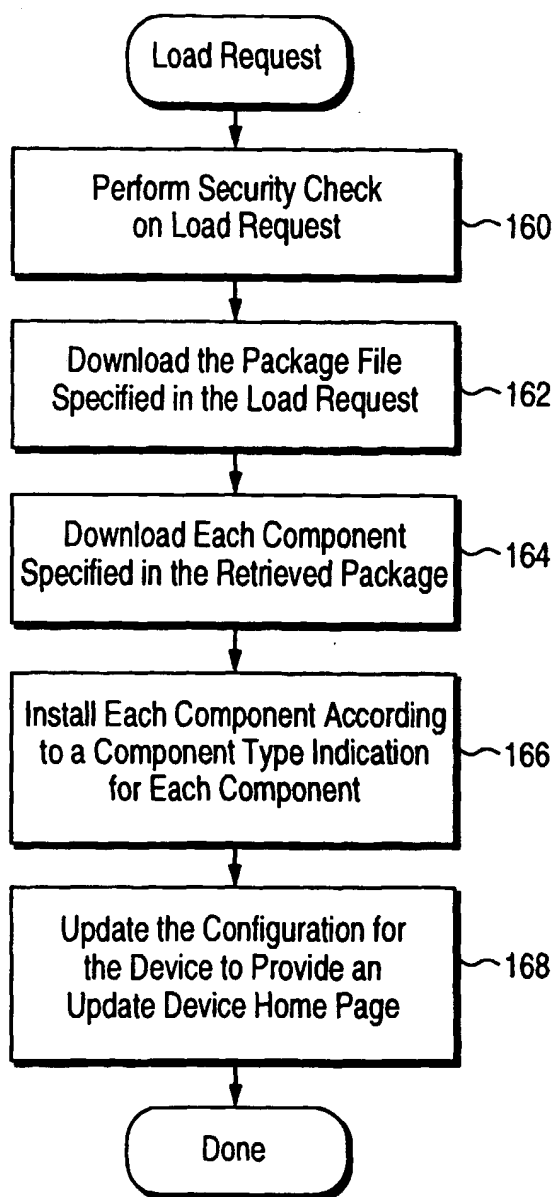 Load Request
Perform Security Check
on Load Request
160
Download the Package File
Specified in the Load Request
162
Download Each Component
Specified in the Retrieved Package
164
Install Each Component According
to a Component Type Indication
for Each Component
166
Update the Configuration for
the Device to Provide an
Update Device Home Page
168
Done